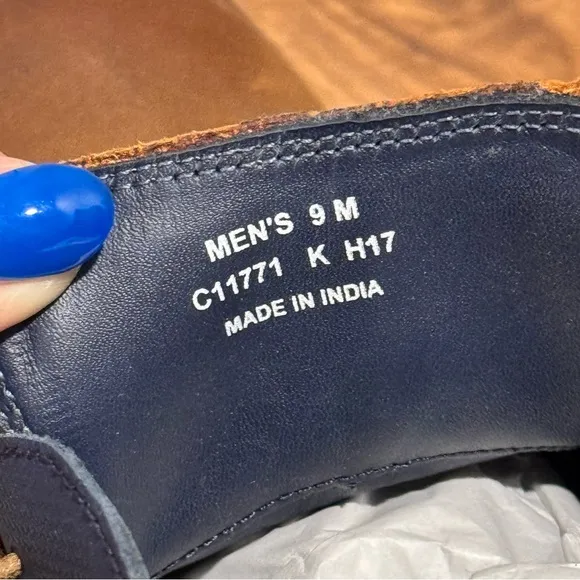 MEN'S 9 M
C11771 K H17
MADE IN INDIA